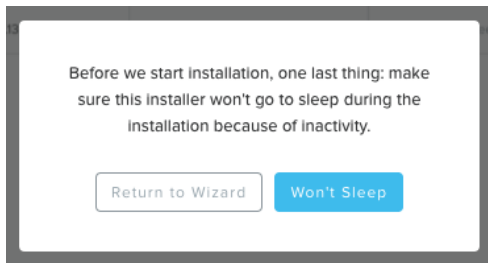 Before we start installation, one last thing: make
sure this installer won't go to sleep during the
installation because of inactivity.
Return to Wizard
Won't Sleep